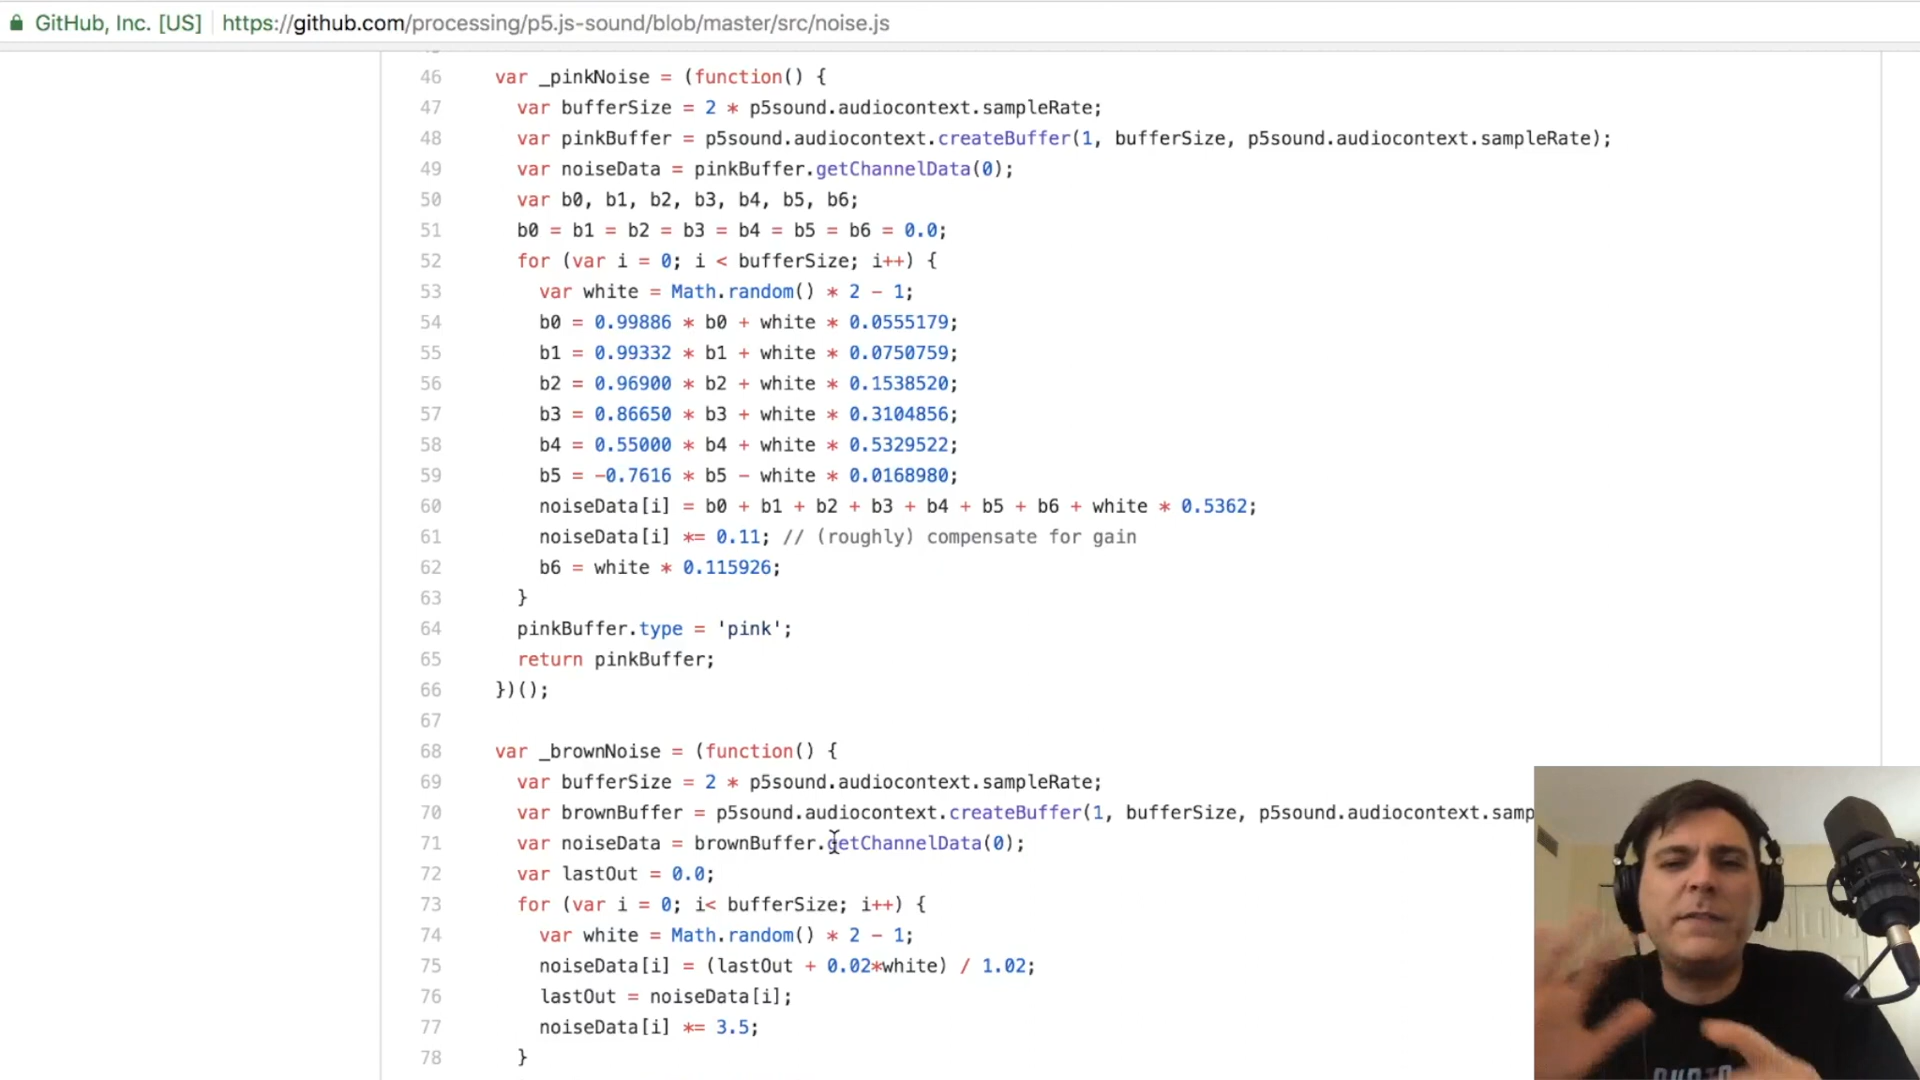 GitHub, Inc. [US] https://github.com/processing/p5.js-sound/blob/master/src/noise.js
46 var _pinkNoise = (function() {
47 var bufferSize = 2 * p5sound.audiocontext.sampleRate;
48 var pinkBuffer = p5sound.audiocontext.createBuffer(1, bufferSize, p5sound.audiocontext.sampleRate);
49 var noiseData = pinkBuffer.getChannelData(0);
50 var b0, b1, b2, b3, b4, b5, b6;
51 b0 = b1 = b2 = b3 = b4 = b5 = b6 = 0.0;
52 for (var i = 0; i < bufferSize; i++) {
53 var white = Math.random() * 2 - 1;
54 b0 = 0.99886 * b0 + white * 0.0555179;
55 b1 = 0.99332 * b1 + white * 0.0750759;
56 b2 = 0.96900 * b2 + white * 0.1538520;
57 b3 = 0.86650 * b3 + white * 0.3104856;
58 b4 = 0.55000 * b4 + white * 0.5329522;
59 b5 = -0.7616 * b5 - white * 0.0168980;
60 noiseData[i] = b0 + b1 + b2 + b3 + b4 + b5 + b6 + white * 0.5362;
61 noiseData[i] *= 0.11; // (roughly) compensate for gain
62 b6 = white * 0.115926;
63 }
64 pinkBuffer.type = 'pink';
65 return pinkBuffer;
66 })();
67
68 var _brownNoise = (function() {
69 var bufferSize = 2 * p5sound.audiocontext.sampleRate;
70 var brownBuffer = p5sound.audiocontext.createBuffer(1, bufferSize, p5sound.audiocontext.samp
71 var noiseData = brownBuffer.getChannelData(0);
72 var lastOut = 0.0;
73 for (var i = 0; i< bufferSize; i++) {
74 var white = Math.random() * 2 - 1;
75 noiseData[i] = (lastOut + 0.02*white) / 1.02;
76 lastOut = noiseData[i];
77 noiseData[i] *= 3.5;
78 }